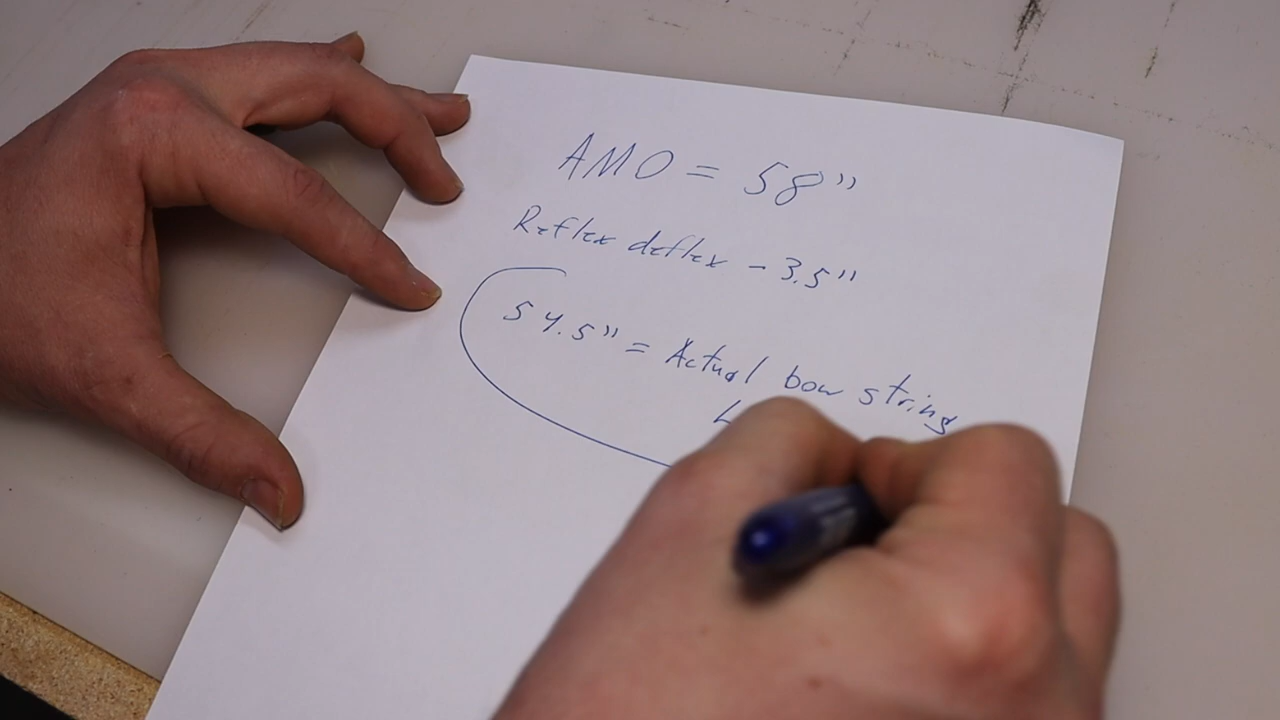 AMO = 58"
Reflex deflex - 3.5"
54.5" = Actual bow string